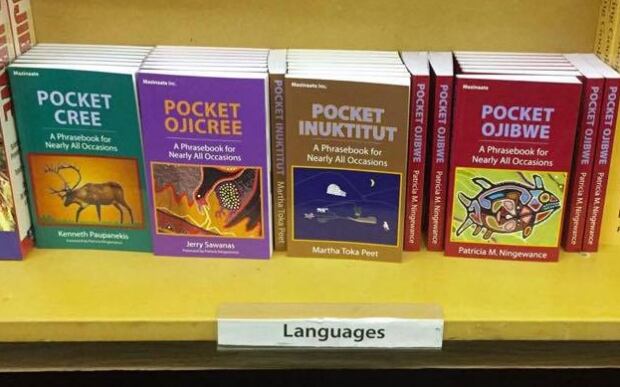 Mazinaate
POCKET
CREE
A Phrasebook for
Nearly All Occasions
Kenneth Paupanekis
Mazinaate Inc.
POCKET
OJICREE
A Phrasebook for
Nearly All Occasions
Jerry Sawanas
POCKET INUKTITUT Martha Toka Peet
Mazinaate Inc.
POCKET
INUKTITUT
A Phrasebook for
Nearly All Occasions
Martha Toka Peet
POCKET OJIBWE Patricia M. Ningewance
POCKET OJIBWE Patricia M. Ningewance
Mazinaate
POCKET
OJIBWE
A Phrasebook for
Nearly All Occasions
Patricia M. Ningewance
POCKET OJIBWE Patricia M. Ningewance
POCKET OJIBWE Patricia M. Ningewance
Languages